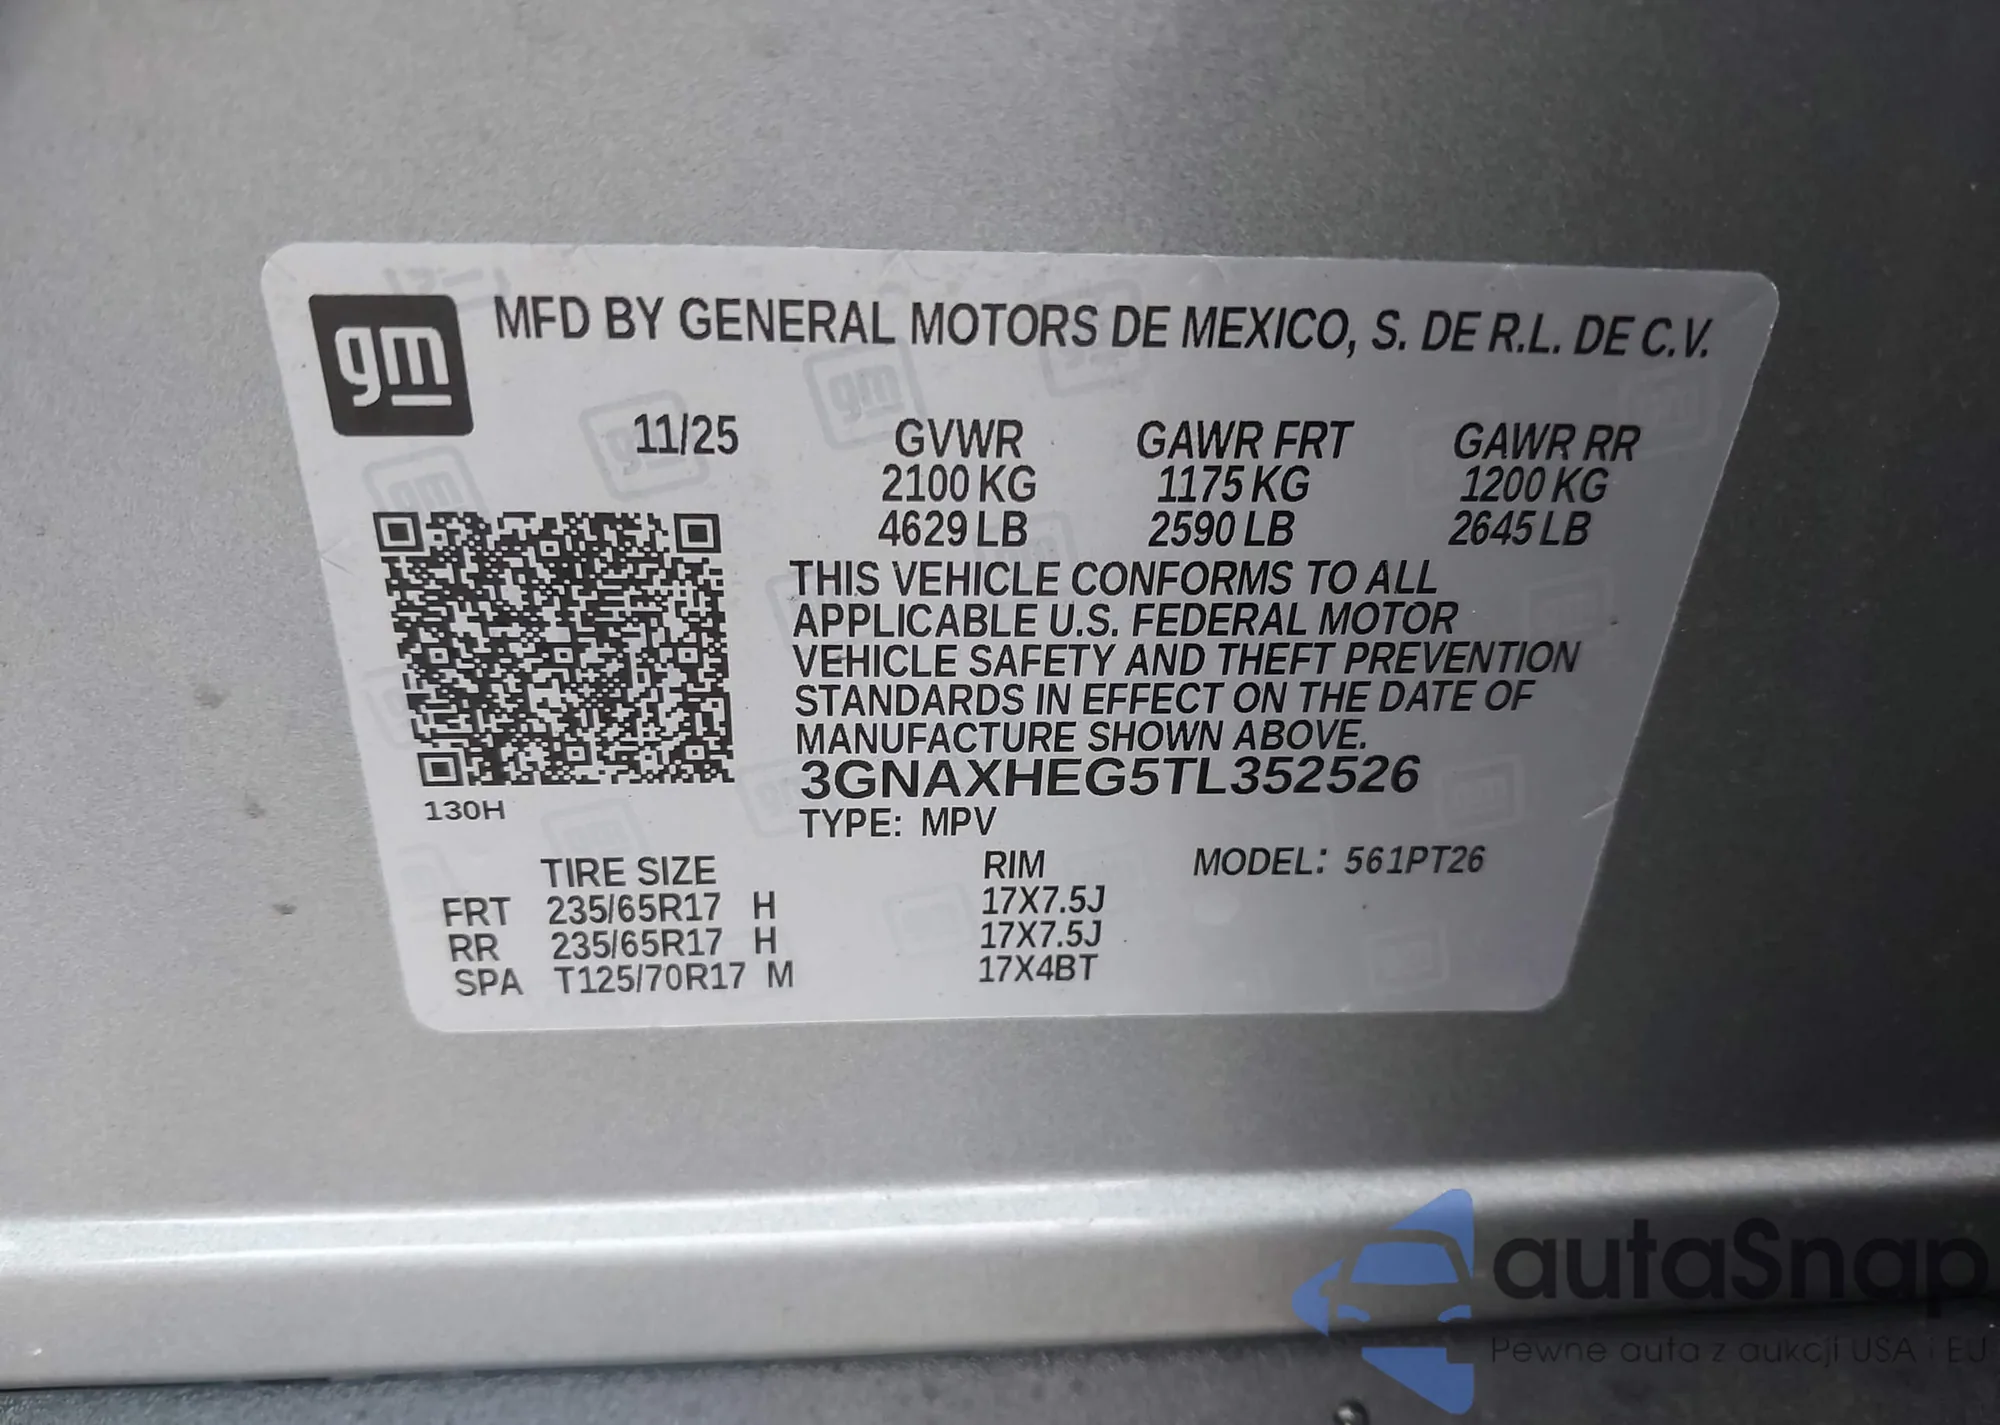 gm
MFD BY GENERAL MOTORS DE MEXICO, S. DE R.L. DE C.V.
11/25 GVWR GAWR FRT GAWR RR
2100 KG 1175 KG 1200 KG
4629 LB 2590 LB 2645 LB
THIS VEHICLE CONFORMS TO ALL
APPLICABLE U.S. FEDERAL MOTOR
VEHICLE SAFETY AND THEFT PREVENTION
STANDARDS IN EFFECT ON THE DATE OF
MANUFACTURE SHOWN ABOVE.
3GNAXHEG5TL352526
130H
TYPE: MPV
TIRE SIZE RIM MODEL: 561PT26
FRT 235/65R17 H 17X7.5J
RR 235/65R17 H 17X7.5J
SPA T125/70R17 M 17X4BT
autaSnap
Pewne auta z aukcji USA i EU